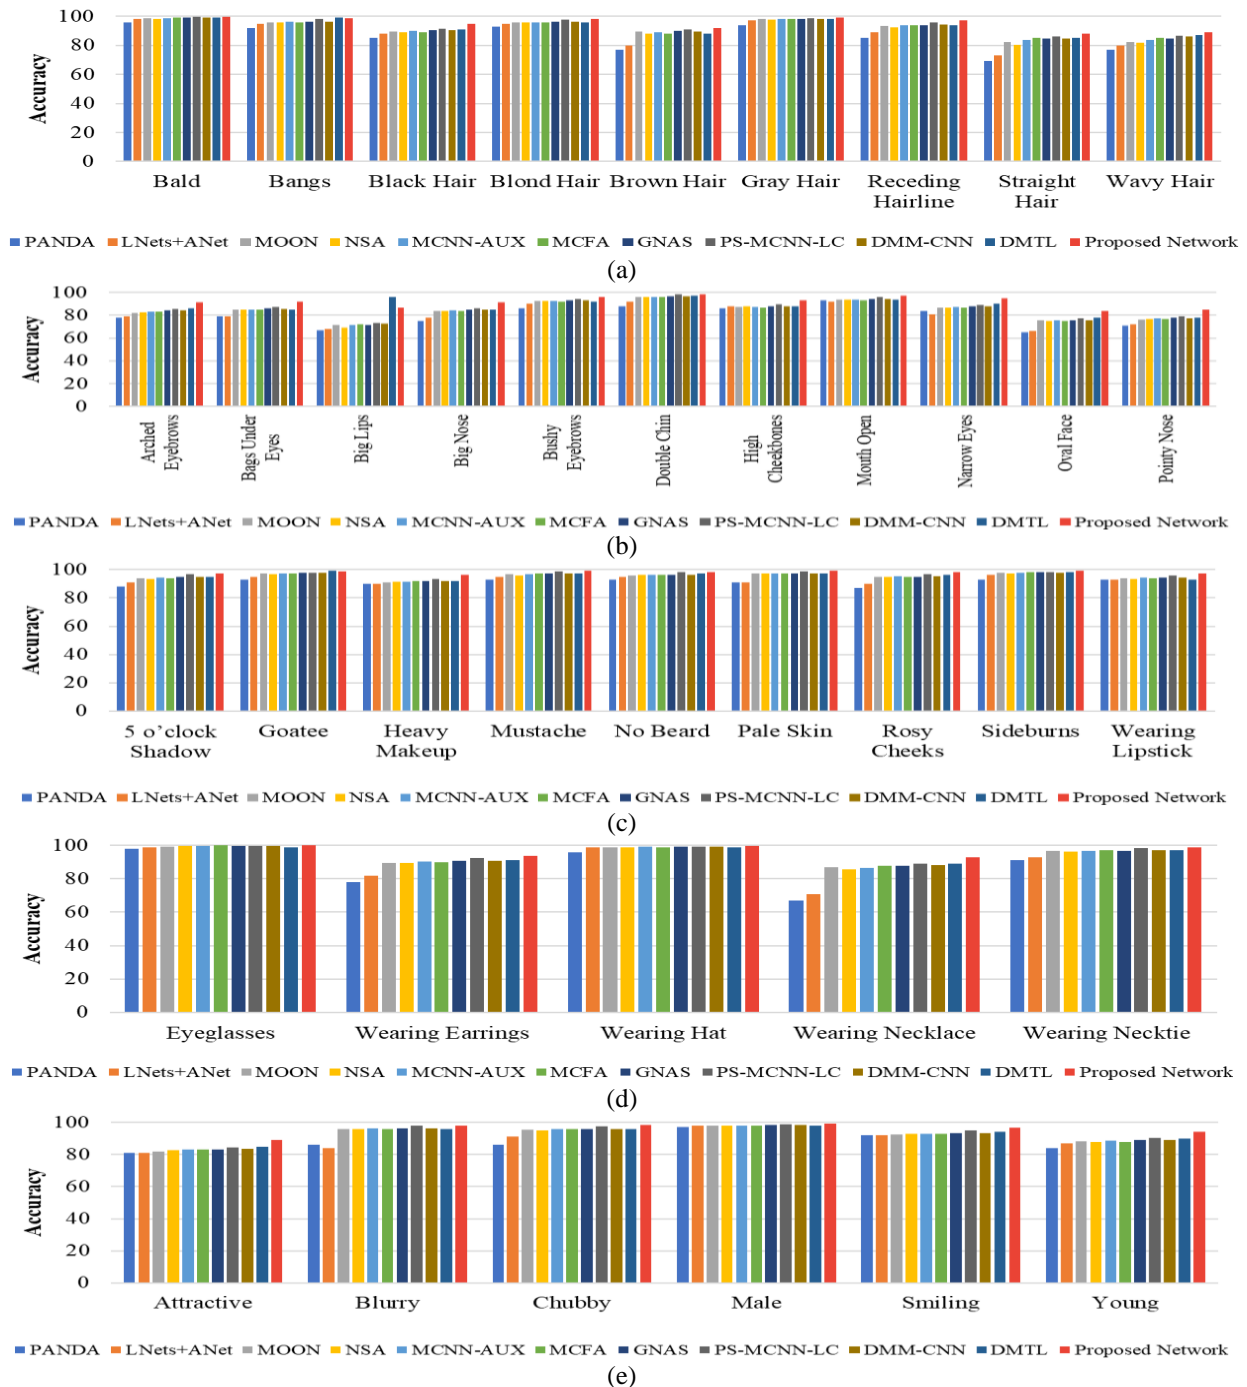 100
80
60
40
20
0
Accuracy
Bald Bangs Black Hair Blond Hair Brown Hair Gray Hair Receding Hairline Straight Hair Wavy Hair
PANDA LNets+ANet MOON NSA MCNN-AUX MCFA GNAS PS-MCNN-LC DMM-CNN DMTL Proposed Network
(a)
100
80
60
40
20
0
Accuracy
Arched Eyebrows
Bags Under Eyes
Big Lips
Big Nose
Bushy Eyebrows
Double Chin
High Cheekbones
Mouth Open
Narrow Eyes
Oval Face
Pointy Nose
PANDA LNets+ANet MOON NSA MCNN-AUX MCFA GNAS PS-MCNN-LC DMM-CNN DMTL Proposed Network
(b)
100
80
60
40
20
0
Accuracy
5 o’clock Shadow Goatee Heavy Makeup Mustache No Beard Pale Skin Rosy Cheeks Sideburns Wearing Lipstick
PANDA LNets+ANet MOON NSA MCNN-AUX MCFA GNAS PS-MCNN-LC DMM-CNN DMTL Proposed Network
(c)
100
80
60
40
20
0
Accuracy
Eyeglasses Wearing Earrings Wearing Hat Wearing Necklace Wearing Necktie
PANDA LNets+ANet MOON NSA MCNN-AUX MCFA GNAS PS-MCNN-LC DMM-CNN DMTL Proposed Network
(d)
100
80
60
40
20
0
Accuracy
Attractive Blurry Chubby Male Smiling Young
PANDA LNets+ANet MOON NSA MCNN-AUX MCFA GNAS PS-MCNN-LC DMM-CNN DMTL Proposed Network
(e)